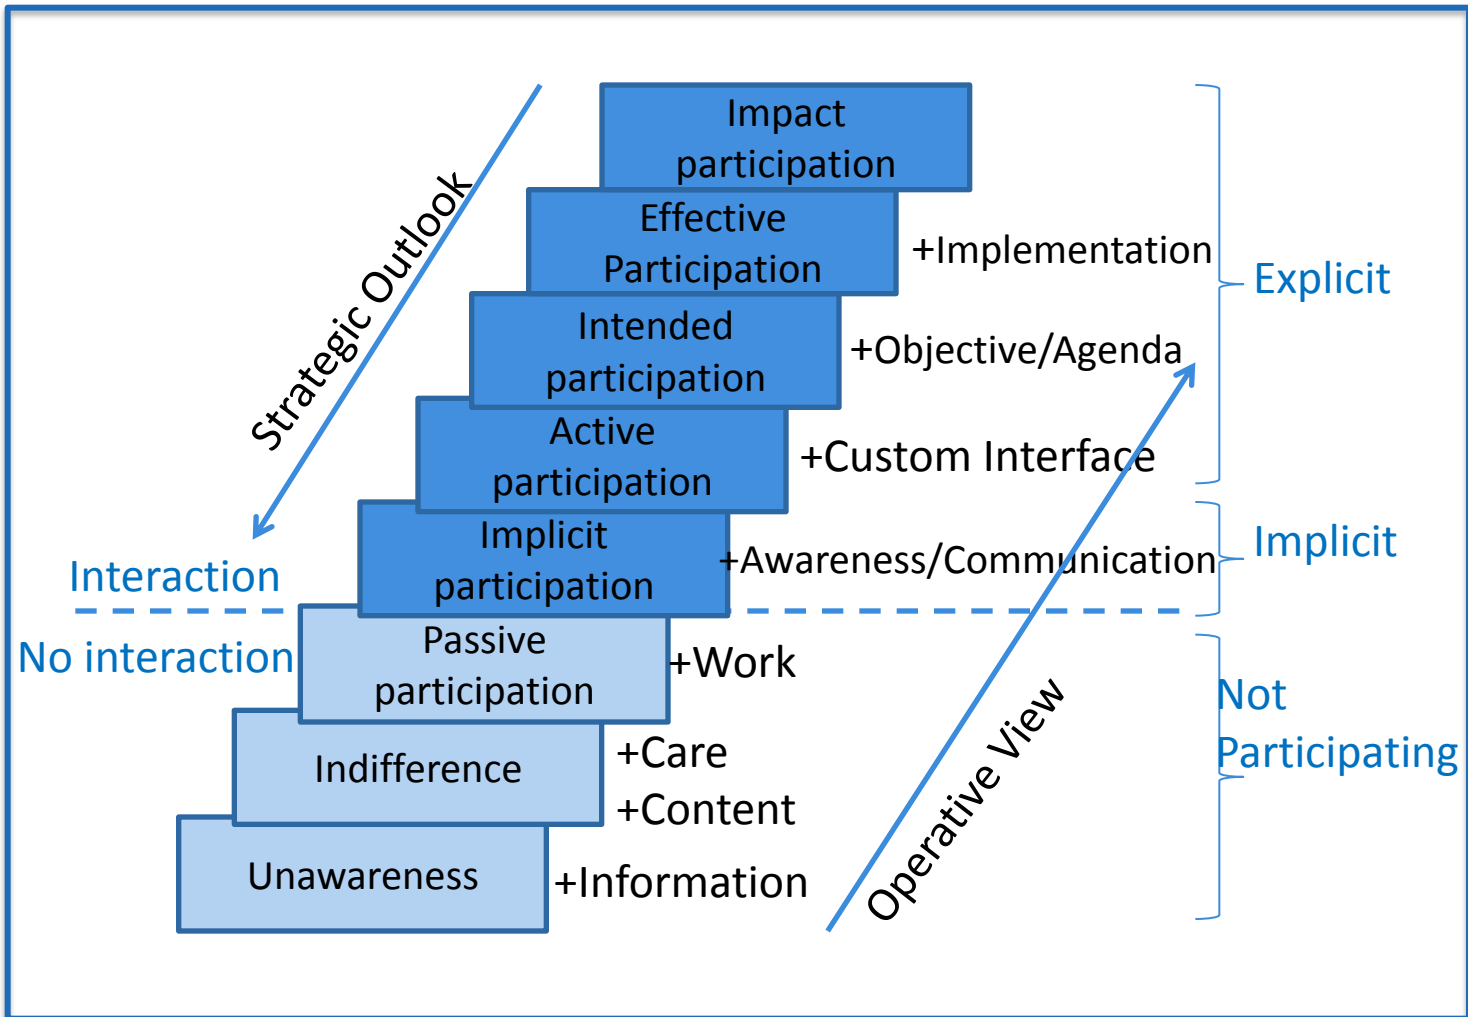 Impact
participation
Effective
Participation
+Implementation
Explicit
Intended
participation
+Objective/Agenda
Strategic Outlook
Active
participation
+Custom Interface
Implicit
participation
+Awareness/Communication
Implicit
Interaction
No interaction
Passive
participation
+Work
Not
Participating
Indifference
+Care
+Content
Operative View
Unawareness
+Information